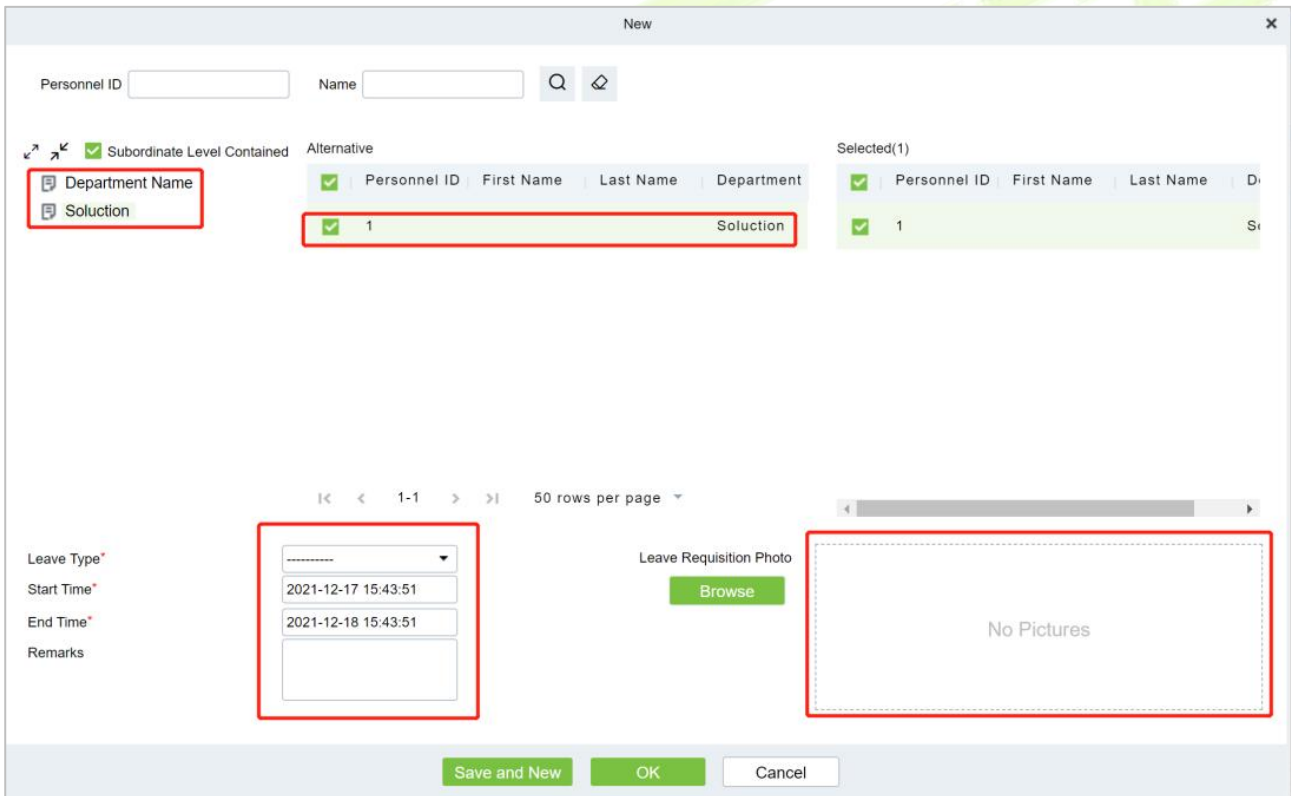 New
Personnel ID Name
Subordinate Level Contained Alternative Selected(1)
Department Name Personnel ID First Name Last Name Department Personnel ID First Name Last Name
Soluction 1 Soluction 1
1-1 50 rows per page
Leave Type* ---------- Leave Requisition Photo
Start Time* 2021-12-17 15:43:51 Browse
End Time* 2021-12-18 15:43:51 No Pictures
Remarks
Save and New OK Cancel